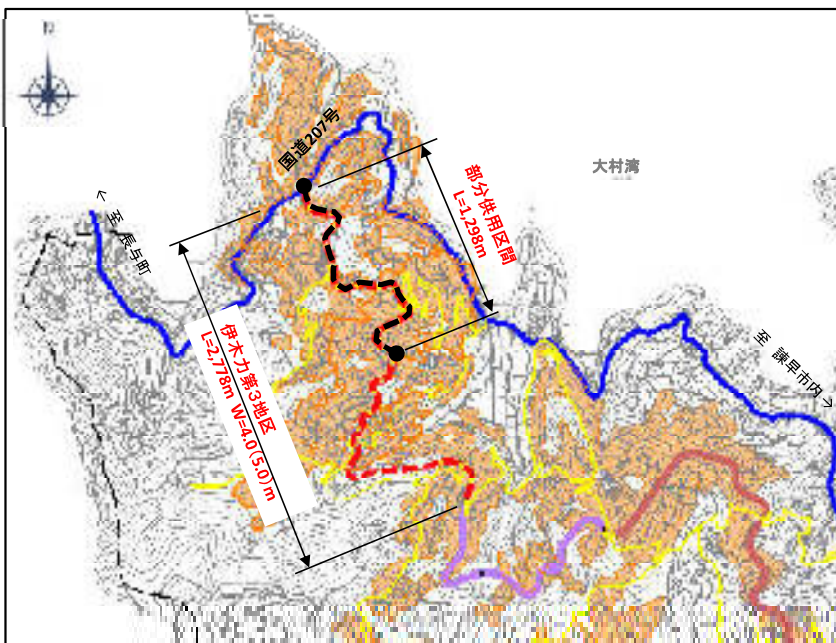 国道207号
大村湾
部分供用区間
L=1,298m
← 至 長与町
伊木力第3地区
L=2,778m W=4.0(5.0)m
至 諫早市内→